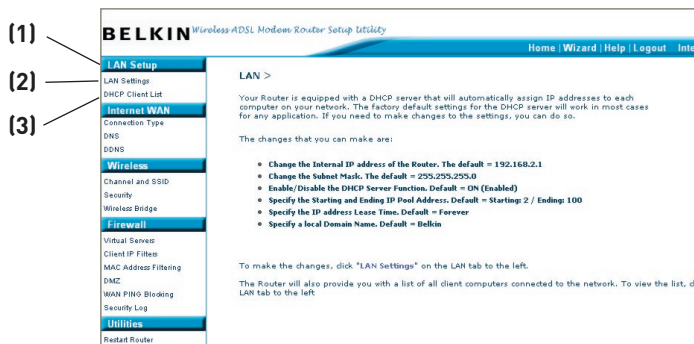 BELKIN Wireless ADSL Modem Router Setup Utility
Home | Wizard | Help | Logout Inte
(1)
LAN Setup
(2)
LAN Settings
(3)
DHCP Client List
Internet WAN
Connection Type
DNS
DDNS
Wireless
Channel and SSID
Security
Wireless Bridge
Firewall
Virtual Servers
Client IP Filters
MAC Address Filtering
DMZ
WAN PING Blocking
Security Log
Utilities
Restart Router
LAN >
Your Router is equipped with a DHCP server that will automatically assign IP addresses to each
computer on your network. The factory default settings for the DHCP server will work in most cases
for any application. If you need to make changes to the settings, you can do so.
The changes that you can make are:
Change the Internal IP address of the Router. The default = 192.168.2.1
Change the Subnet Mask. The default = 255.255.255.0
Enable/Disable the DHCP Server Function. Default = ON (Enabled)
Specify the Starting and Ending IP Pool Address. Default = Starting: 2 / Ending: 100
Specify the IP address Lease Time. Default = Forever
Specify a local Domain Name. Default = Belkin
To make the changes, click "LAN Settings" on the LAN tab to the left.
The Router will also provide you with a list of all client computers connected to the network. To view the list, c
LAN tab to the left